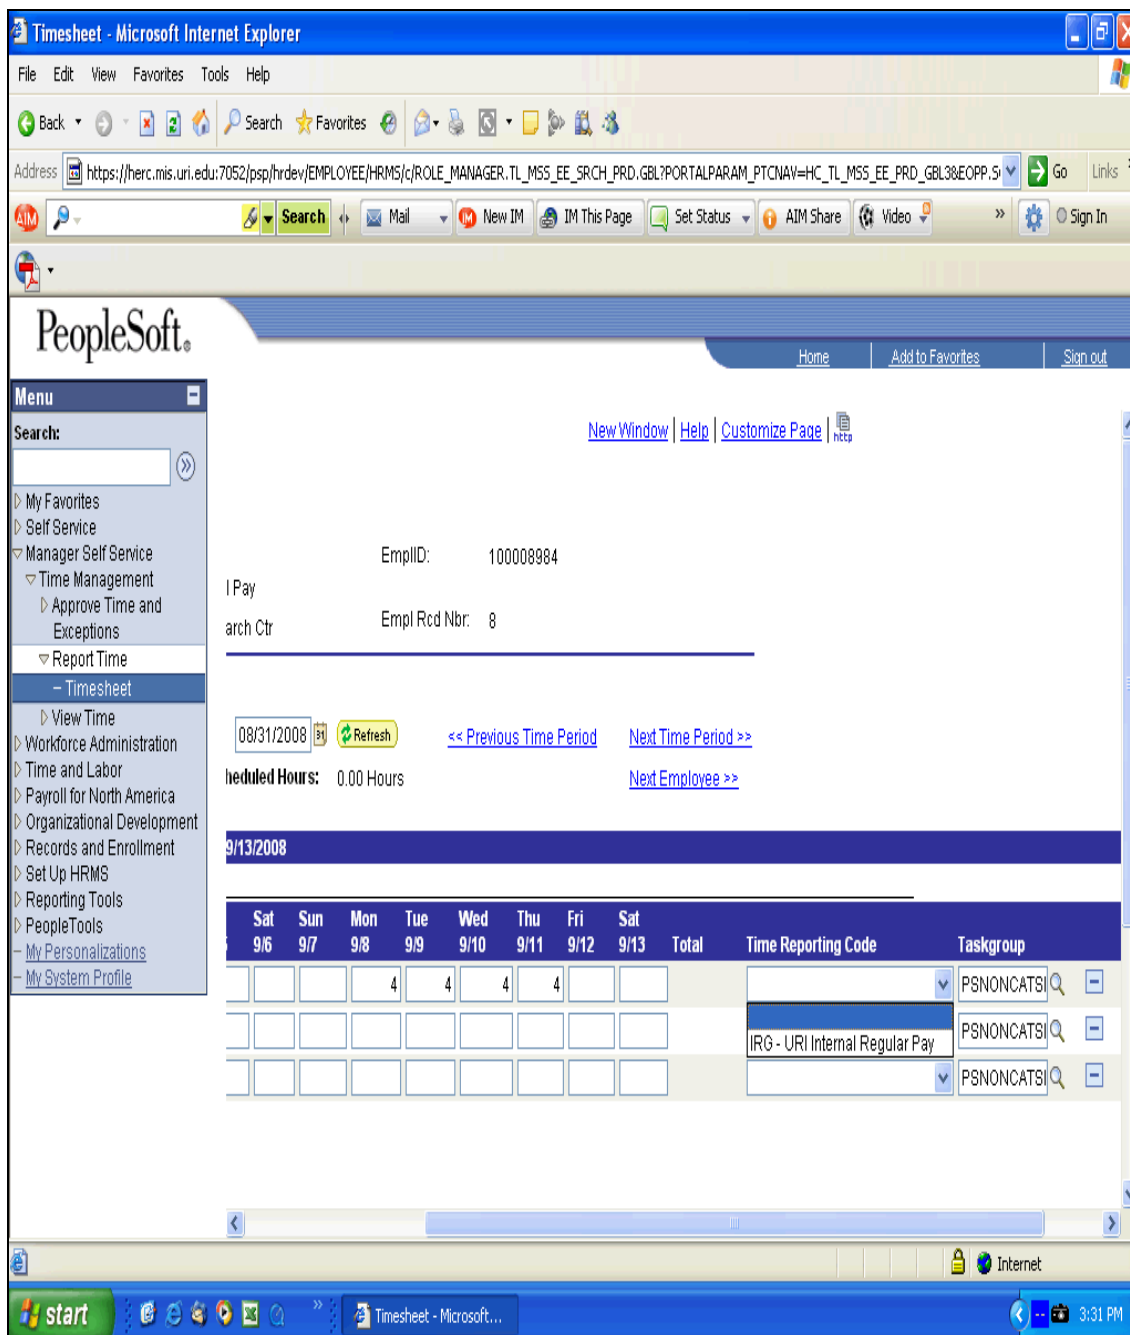 Timesheet - Microsoft Internet Explorer
File Edit View Favorites Tools Help
Back Search Favorites
Address https://herc.mis.uri.edu:7052/psp/hrdev/EMPLOYEE/HRMS/c/ROLE_MANAGER.TL_MSS_EE_SRCH_PRD.GBL?PORTALPARAM_PTCNAV=HC_TL_MSS_EE_PRD_GBL3&EOPP.S Go Links
AIM Search Mail New IM IM This Page Set Status AIM Share Video » Sign In
PeopleSoft®
Home Add to Favorites Sign out
Menu
New Window | Help | Customize Page | http
Search:
My Favorites
Self Service
Manager Self Service
Time Management
Approve Time and
Exceptions
Report Time
– Timesheet
View Time
Workforce Administration
Time and Labor
Payroll for North America
Organizational Development
Records and Enrollment
Set Up HRMS
Reporting Tools
PeopleTools
– My Personalizations
– My System Profile
EmplID: 100008984
l Pay
arch Ctr Empl Rcd Nbr: 8
08/31/2008 31 Refresh << Previous Time Period Next Time Period >>
heduled Hours: 0.00 Hours Next Employee >>
9/13/2008
Sat Sun Mon Tue Wed Thu Fri Sat
9/6 9/7 9/8 9/9 9/10 9/11 9/12 9/13 Total Time Reporting Code Taskgroup
4 4 4 4 PSNONCATSI
PSNONCATSI
IRG - URI Internal Regular Pay
PSNONCATSI
Internet
start » Timesheet - Microsoft... 3:31 PM